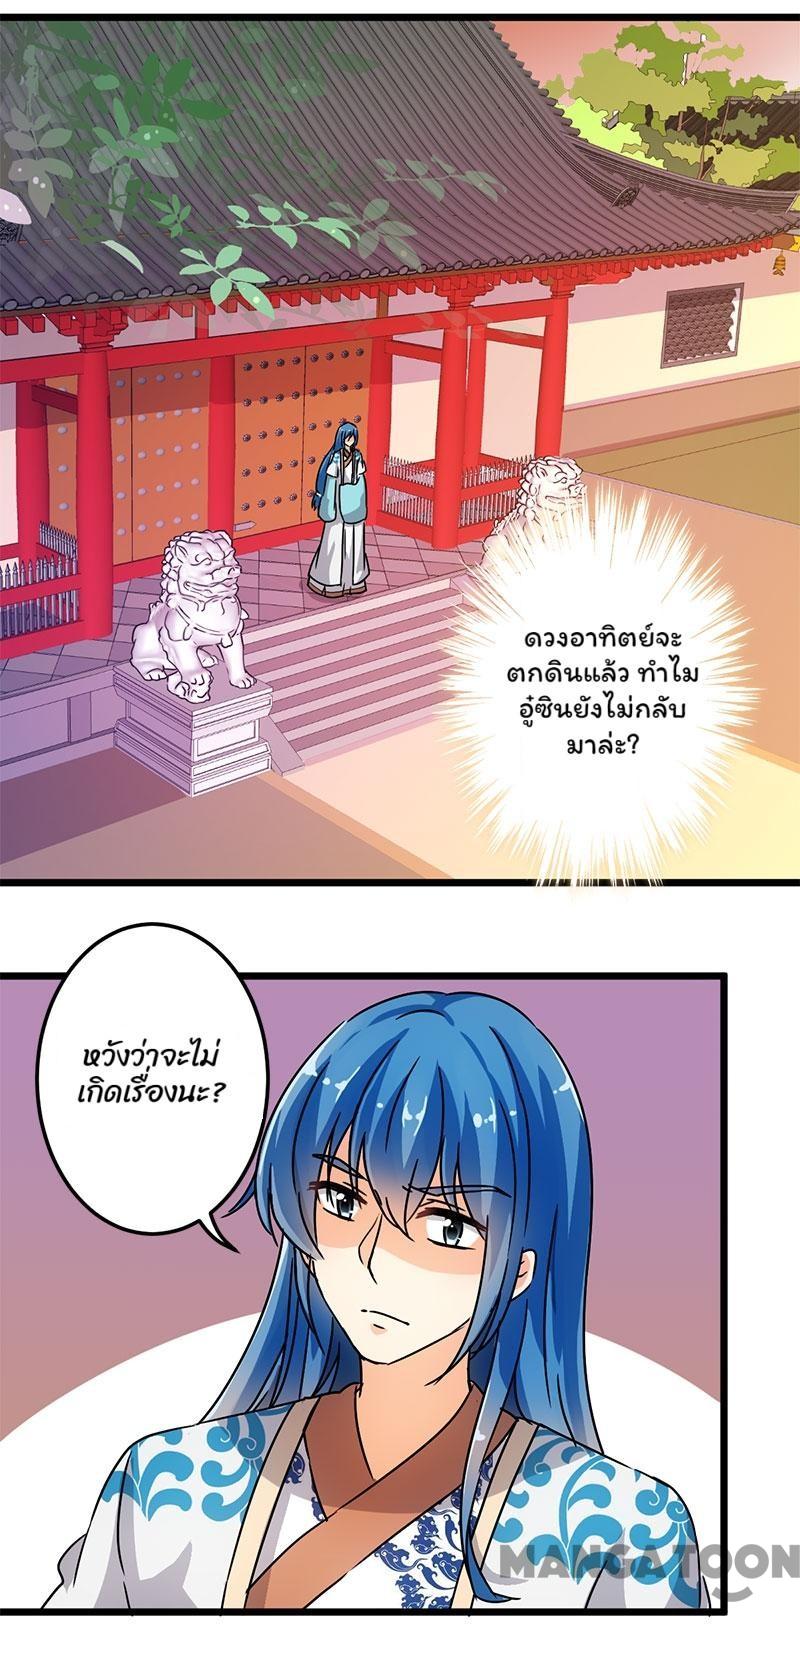 ดวงอาทิตย์จะ
ตกดินแล้ว ทำไม
อู๋ซินยังไม่กลับ
มาล่ะ?
หวังว่าจะไม่
เกิดเรื่องนะ?
MANGATOON